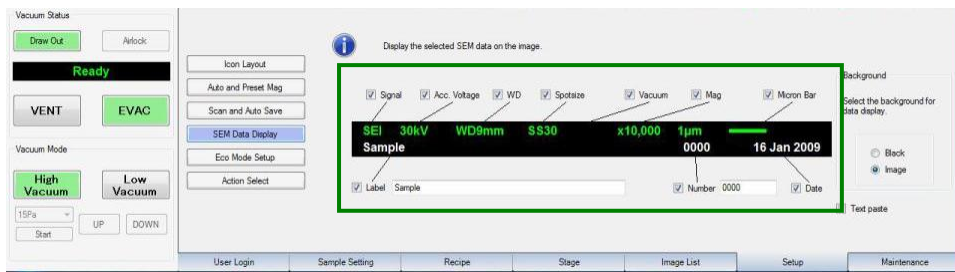 Vacuum Status
Draw Out
Airlock
Ready
VENT
EVAC
Vacuum Mode
High Vacuum
Low Vacuum
15Pa
UP
DOWN
Start
Icon Layout
Auto and Preset Mag
Scan and Auto Save
SEM Data Display
Eco Mode Setup
Action Select
Display the selected SEM data on the image.
Signal
Acc. Voltage
WD
Spotsize
Vacuum
Mag
Micron Bar
SEI 30kV WD9mm SS30 x10,000 1μm
Sample 0000 16 Jan 2009
Label Sample
Number 0000
Date
Background
Select the background for
data display.
Black
Image
Text paste
User Login
Sample Setting
Recipe
Stage
Image List
Setup
Maintenance